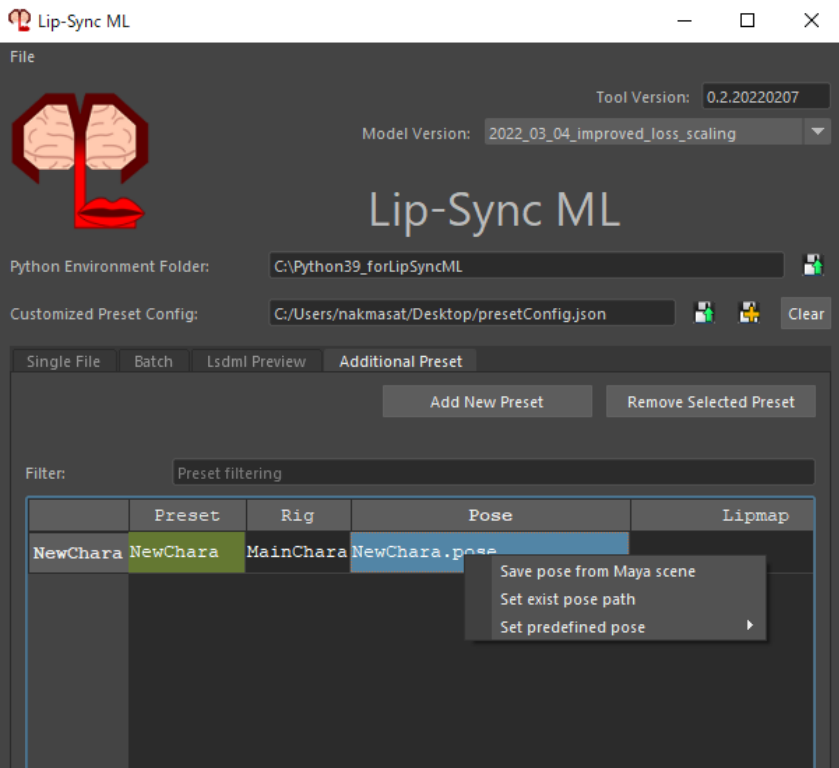 Lip-Sync ML
File
Tool Version: 0.2.20220207
Model Version: 2022_03_04_improved_loss_scaling
Lip-Sync ML
Python Environment Folder: C:\Python39_forLipSyncML
Customized Preset Config: C:/Users/nakmasat/Desktop/presetConfig.json Clear
Single File Batch Lsdml Preview Additional Preset
Add New Preset Remove Selected Preset
Filter: Preset filtering
Preset Rig Pose Lipmap
NewChara NewChara MainChara NewChara.pose
Save pose from Maya scene
Set exist pose path
Set predefined pose